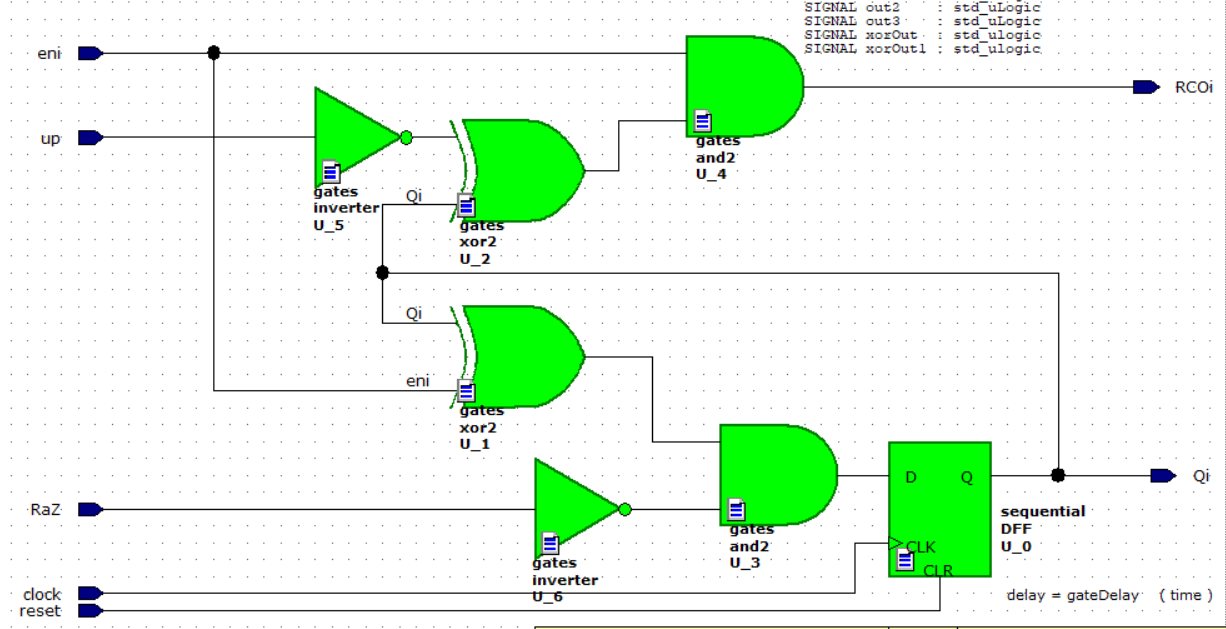 SIGNAL out2 : std_uLogic
SIGNAL out3 : std_uLogic
SIGNAL xorOut : std_ulogic
SIGNAL xorOut1 : std_ulogic
eni
RCOi
up
gates
and2
U_4
gates
inverter
U_5
Qi
gates
xor2
U_2
Qi
eni
gates
xor2
U_1
RaZ
gates
inverter
U_6
gates
and2
U_3
D Q
CLK
CLR
Qi
sequential
DFF
U_0
clock
reset
delay = gateDelay ( time )